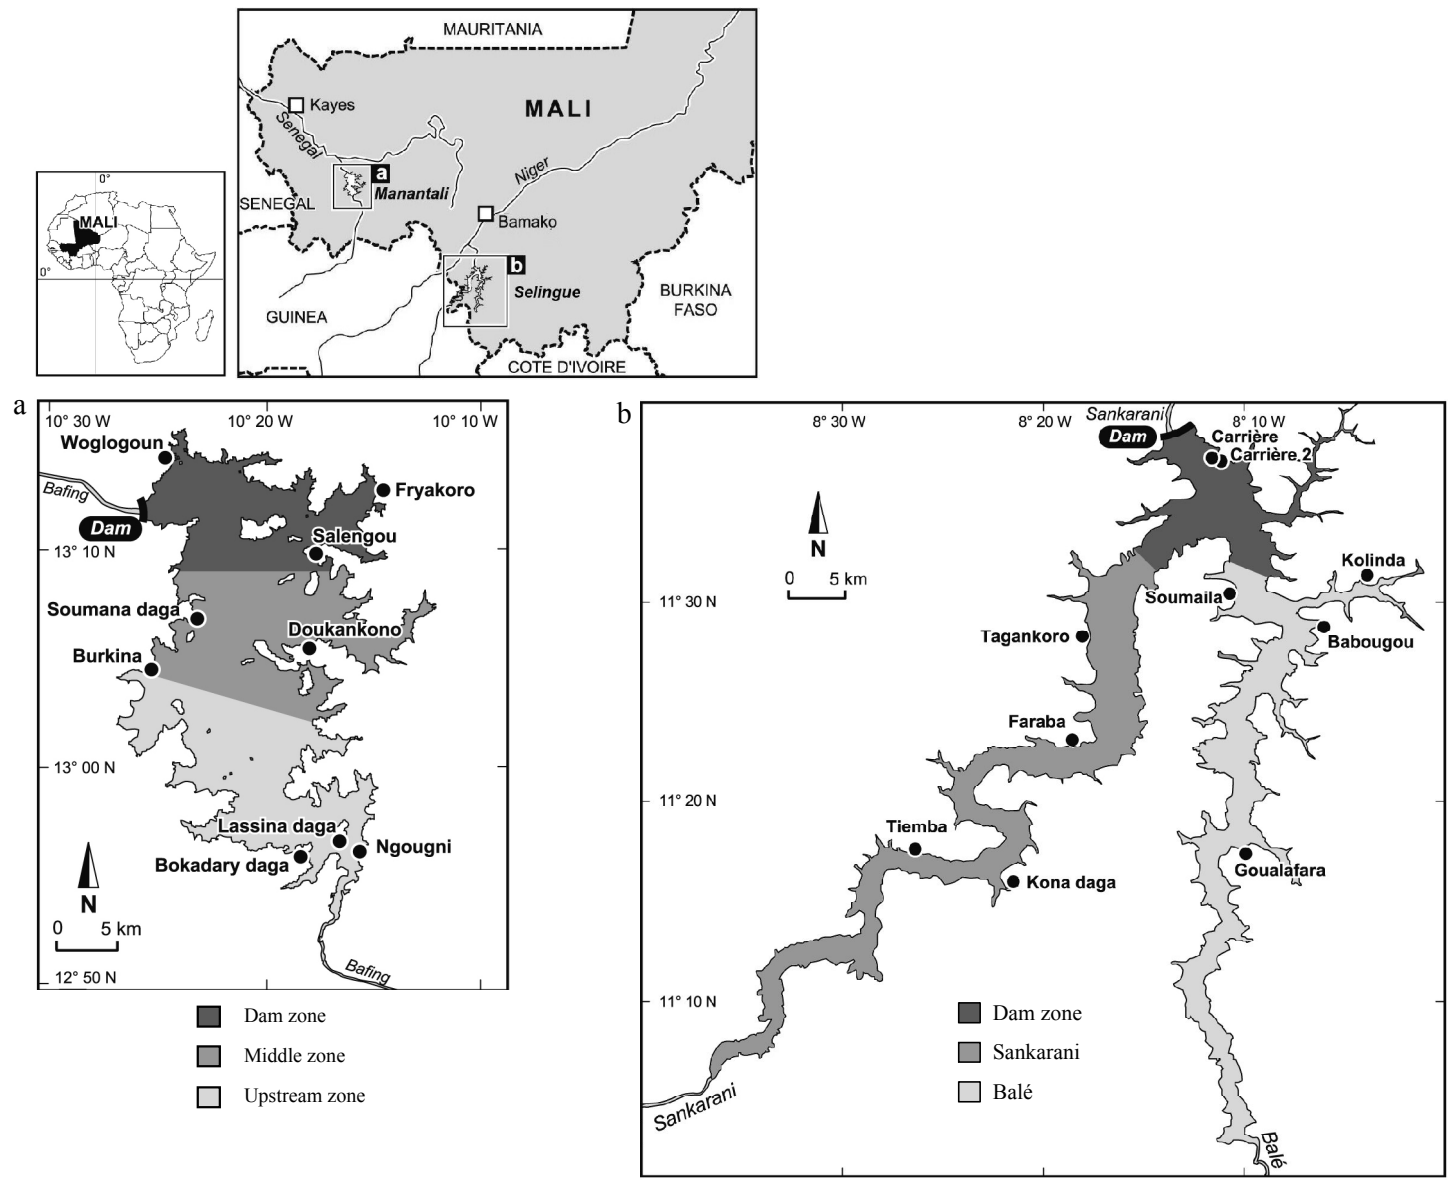 0°
MALI
0°
MAURITANIA
Kayes
MALI
Senegal
a
Manantali
Niger
SENEGAL
Bamako
b
Selingue
GUINEA
BURKINA
FASO
COTE D'IVOIRE
a
10° 30 W
10° 20 W
10° 10 W
Woglogoun
Bafing
Fryakoro
Dam
Salengou
13° 10 N
Soumana daga
Doukankono
Burkina
13° 00 N
Lassina daga
Ngougni
Bokadary daga
N
0
5 km
Bafing
12° 50 N
Dam zone
Middle zone
Upstream zone
b
8° 30 W
8° 20 W
8° 10 W
Sankarani
Dam
Carrière
Carrière 2
N
0
5 km
Kolinda
Soumaïla
11° 30 N
Tagankoro
Babougou
Faraba
11° 20 N
Tiemba
Goualafara
Kona daga
11° 10 N
Dam zone
Sankarani
Balé
Sankarani
Balé